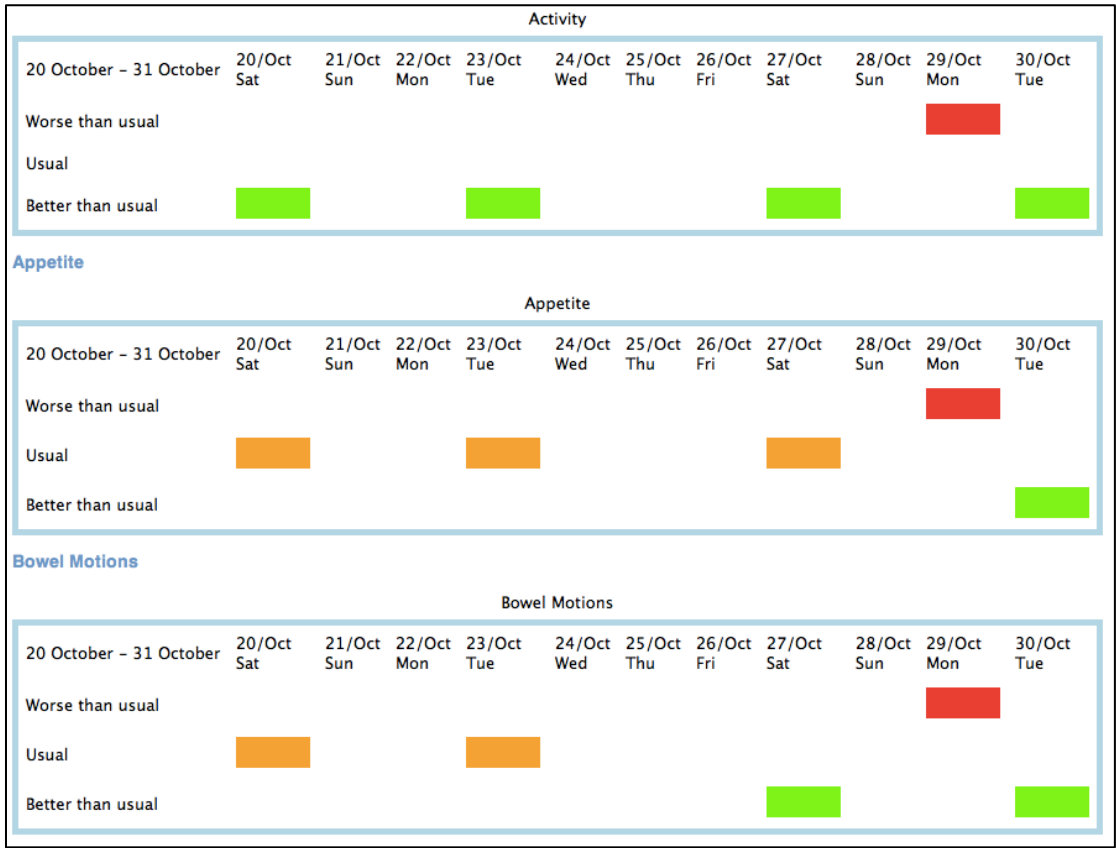 Activity
20 October – 31 October 20/Oct 21/Oct 22/Oct 23/Oct 24/Oct 25/Oct 26/Oct 27/Oct 28/Oct 29/Oct 30/Oct
Sat Sun Mon Tue Wed Thu Fri Sat Sun Mon Tue
Worse than usual
Usual
Better than usual
Appetite
Appetite
20 October – 31 October 20/Oct 21/Oct 22/Oct 23/Oct 24/Oct 25/Oct 26/Oct 27/Oct 28/Oct 29/Oct 30/Oct
Sat Sun Mon Tue Wed Thu Fri Sat Sun Mon Tue
Worse than usual
Usual
Better than usual
Bowel Motions
Bowel Motions
20 October – 31 October 20/Oct 21/Oct 22/Oct 23/Oct 24/Oct 25/Oct 26/Oct 27/Oct 28/Oct 29/Oct 30/Oct
Sat Sun Mon Tue Wed Thu Fri Sat Sun Mon Tue
Worse than usual
Usual
Better than usual